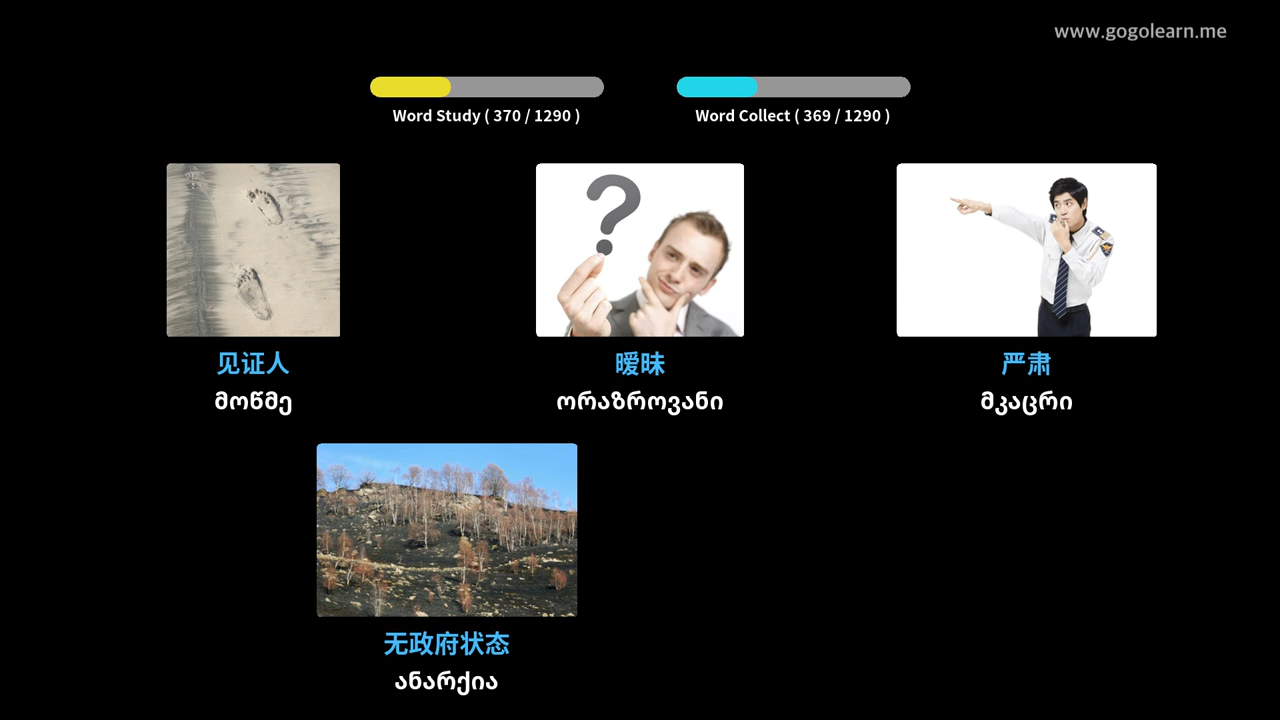 www.gogolearn.me
Word Study ( 370 / 1290 )
Word Collect ( 369 / 1290 )
见证人
მოწმე
暧昧
ორაზროვანი
严肃
მკაცრი
无政府状态
ანარქია